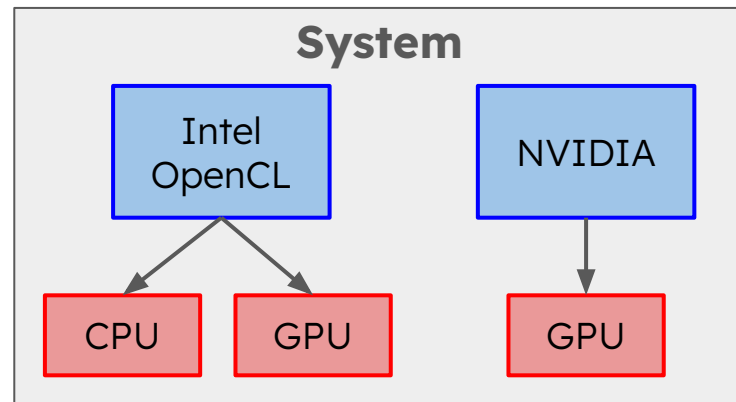 System
Intel
OpenCL
NVIDIA
CPU
GPU
GPU